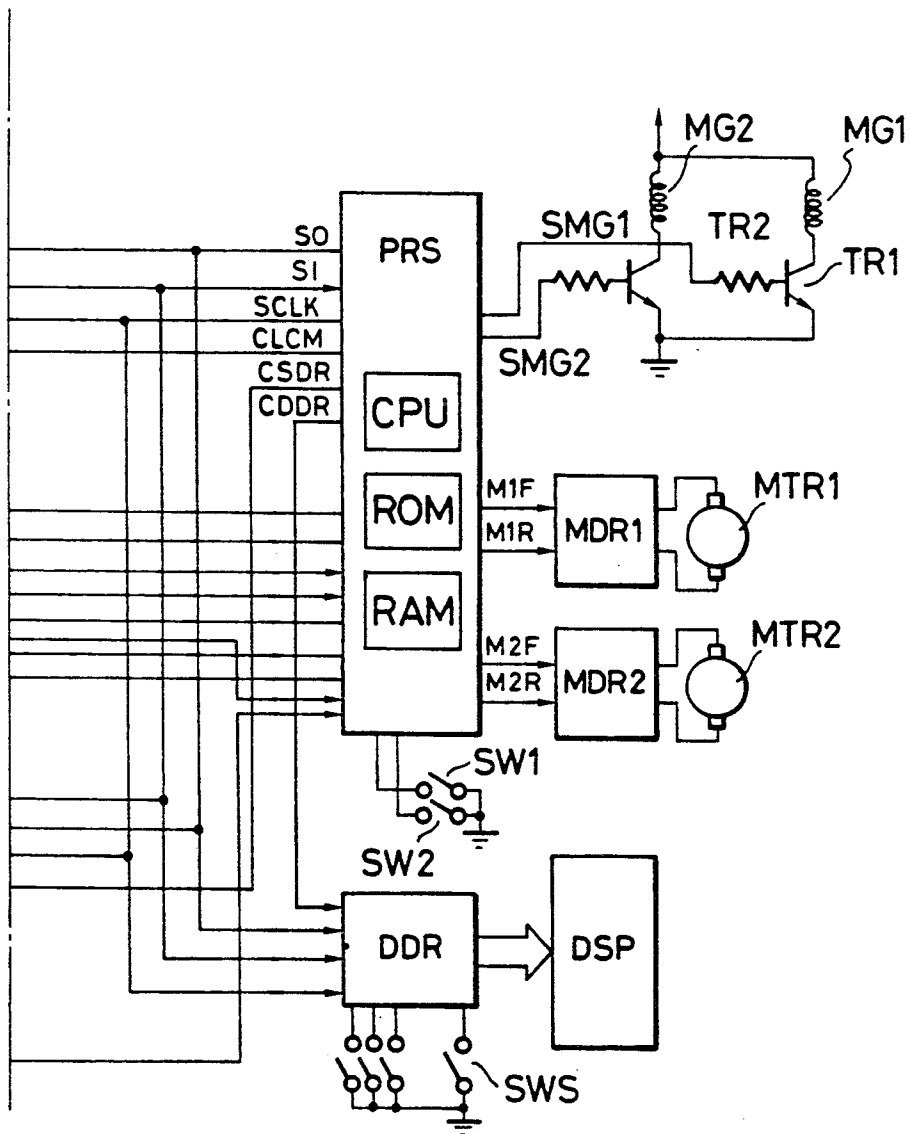 MG2
MG1
SO
PRS
SMG1
TR2
TR1
SI
SCLK
CLCM
SMG2
CSDR
CDDR
CPU
ROM
RAM
M1F
M1R
MDR1
MTR1
M2F
M2R
MDR2
MTR2
SW1
SW2
DDR
DSP
SWS